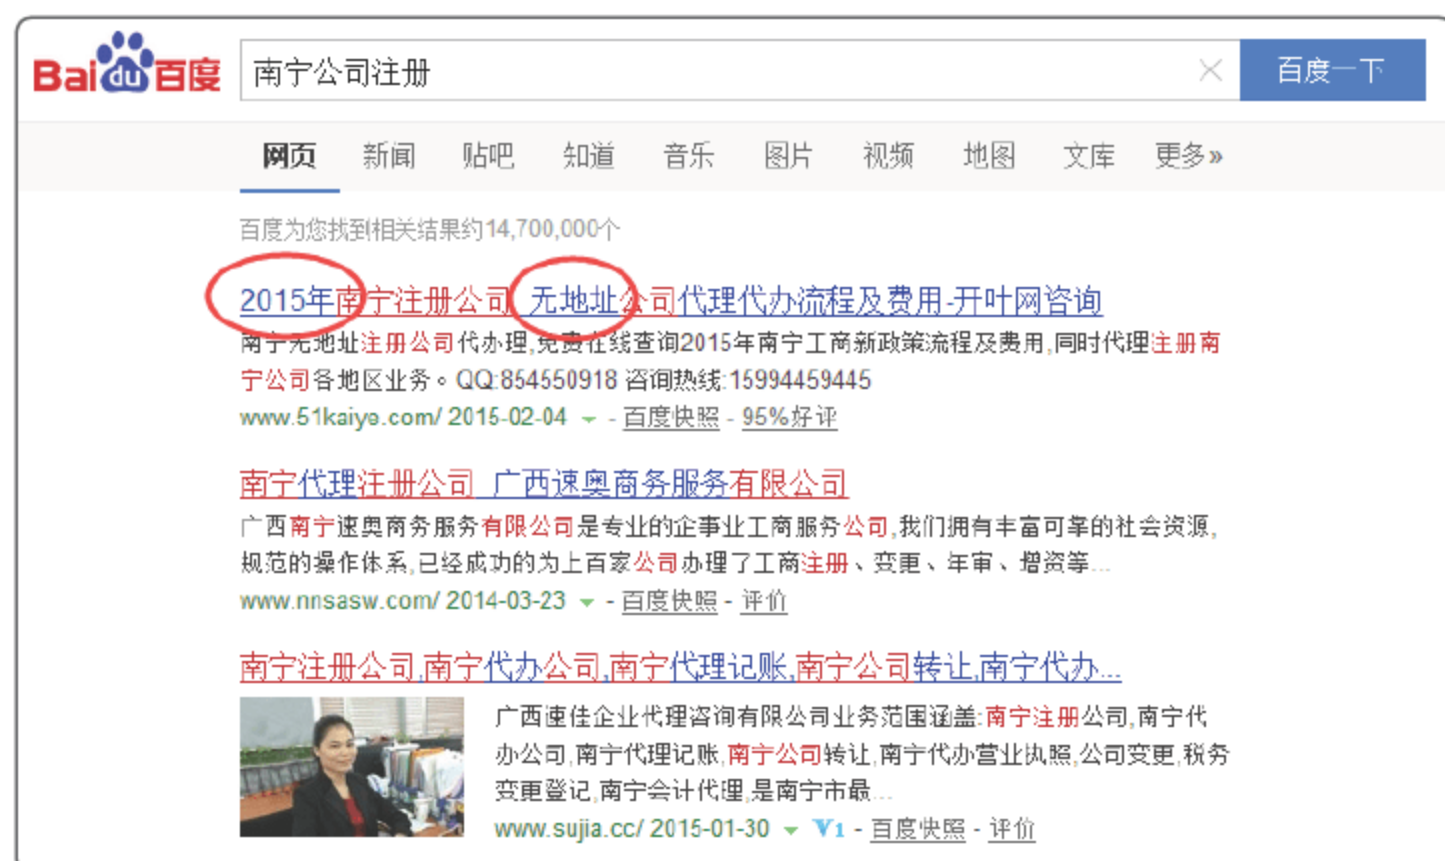 Bai du 百度
南宁公司注册
百度一下
网页 新闻 贴吧 知道 音乐 图片 视频 地图 文库 更多»
百度为您找到相关结果约14,700,000个
2015年南宁注册公司_无地址公司代理代办流程及费用-开叶网咨询
南宁无地址注册公司代办理,免费在线查询2015年南宁工商新政策流程及费用,同时代理注册南
宁公司各地区业务。QQ:854550918 咨询热线:15994459445
www.51kaiye.com/ 2015-02-04 - 百度快照 - 95%好评
南宁代理注册公司_广西速奥商务服务有限公司
广西南宁速奥商务服务有限公司是专业的企事业工商服务公司,我们拥有丰富可靠的社会资源,
规范的操作体系,已经成功的为上百家公司办理了工商注册、变更、年审、增资等...
www.nnsasw.com/ 2014-03-23 - 百度快照 - 评价
南宁注册公司,南宁代办公司,南宁代理记账,南宁公司转让,南宁代办...
广西速佳企业代理咨询有限公司业务范围涵盖:南宁注册公司,南宁代
办公司,南宁代理记账,南宁公司转让,南宁代办营业执照,公司变更,税务
变更登记,南宁会计代理,是南宁市最...
www.sujia.cc/ 2015-01-30 V1 - 百度快照 - 评价